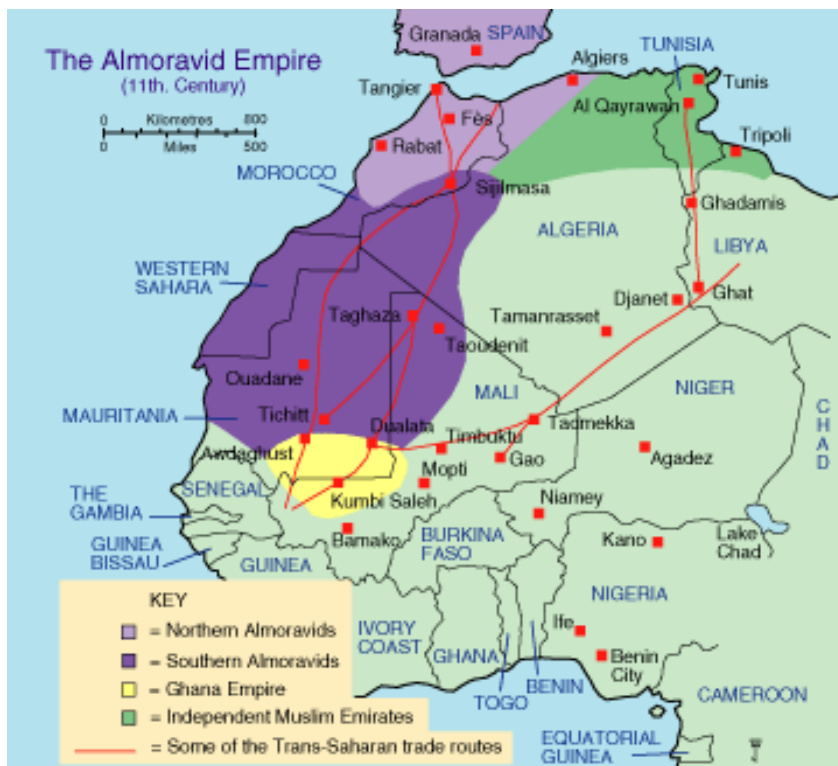 The Almoravid Empire
(11th. Century)
0 Kilometres 800
0 Miles 500
Granada
SPAIN
Algiers
TUNISIA
Tunis
Tangier
Al Qayrawan
Fès
Rabat
Tripoli
MOROCCO
Sijilmasa
Ghadamis
ALGERIA
LIBYA
WESTERN
SAHARA
Djanet
Ghat
Taghaza
Tamanrasset
Taoudenit
Ouadane
MALI
NIGER
CHAD
MAURITANIA
Tichitt
Oualata
Tadmekka
Awdaghust
Timbuktu
Gao
Agadez
SENEGAL
Mopti
THE
GAMBIA
Kumbi Saleh
Niamey
Bamako
BURKINA
FASO
Kano
Lake
Chad
GUINEA
BISSAU
GUINEA
NIGERIA
KEY
= Northern Almoravids
= Southern Almoravids
= Ghana Empire
= Independent Muslim Emirates
= Some of the Trans-Saharan trade routes
IVORY
COAST
GHANA
TOGO
BENIN
Ife
Benin
City
CAMEROON
EQUATORIAL
GUINEA